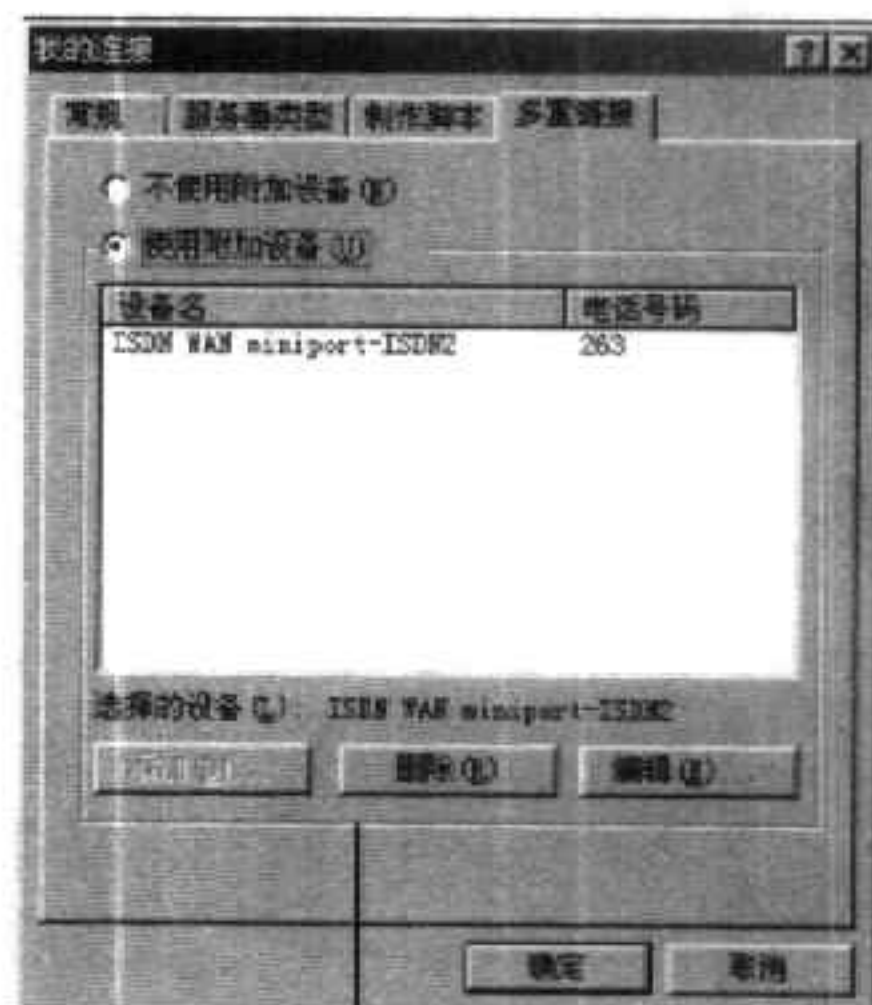 我的连接
常规 服务器类型 制作脚本 多重链接
不使用附加设备(N)
使用附加设备(U)
设备名 电话号码
ISDN WAN miniport-ISDN2 263
选择的设备(L): ISDN WAN miniport-ISDN2
删除(R) 编辑(E)
确定 取消